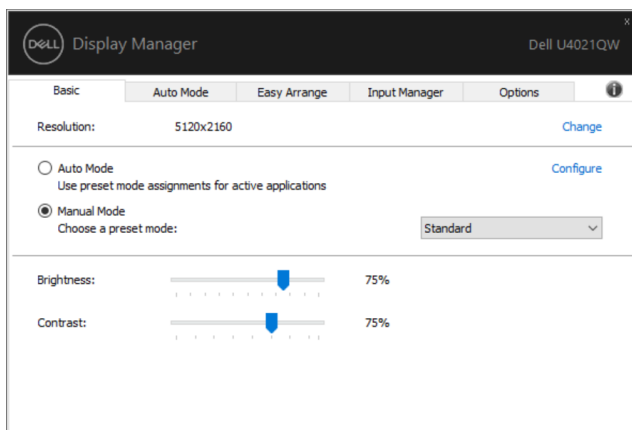 DELL Display Manager Dell U4021QW x
Basic Auto Mode Easy Arrange Input Manager Options i
Resolution: 5120x2160 Change
Auto Mode Configure
Use preset mode assignments for active applications
Manual Mode
Choose a preset mode: Standard
Brightness: 75%
Contrast: 75%